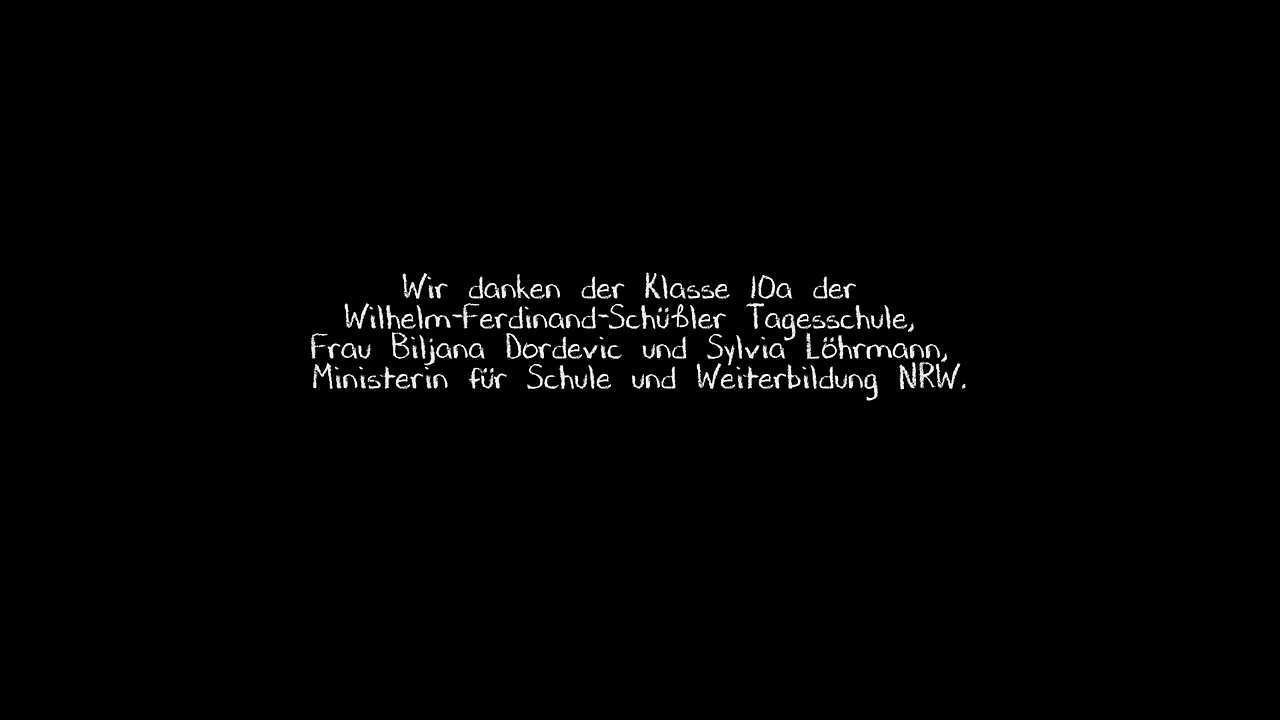 Wir danken der Klasse 10a der
Wilhelm-Ferdinand-Schüßler Tagesschule,
Frau Biljana Dordevic und Sylvia Löhrmann,
Ministerin für Schule und Weiterbildung NRW.